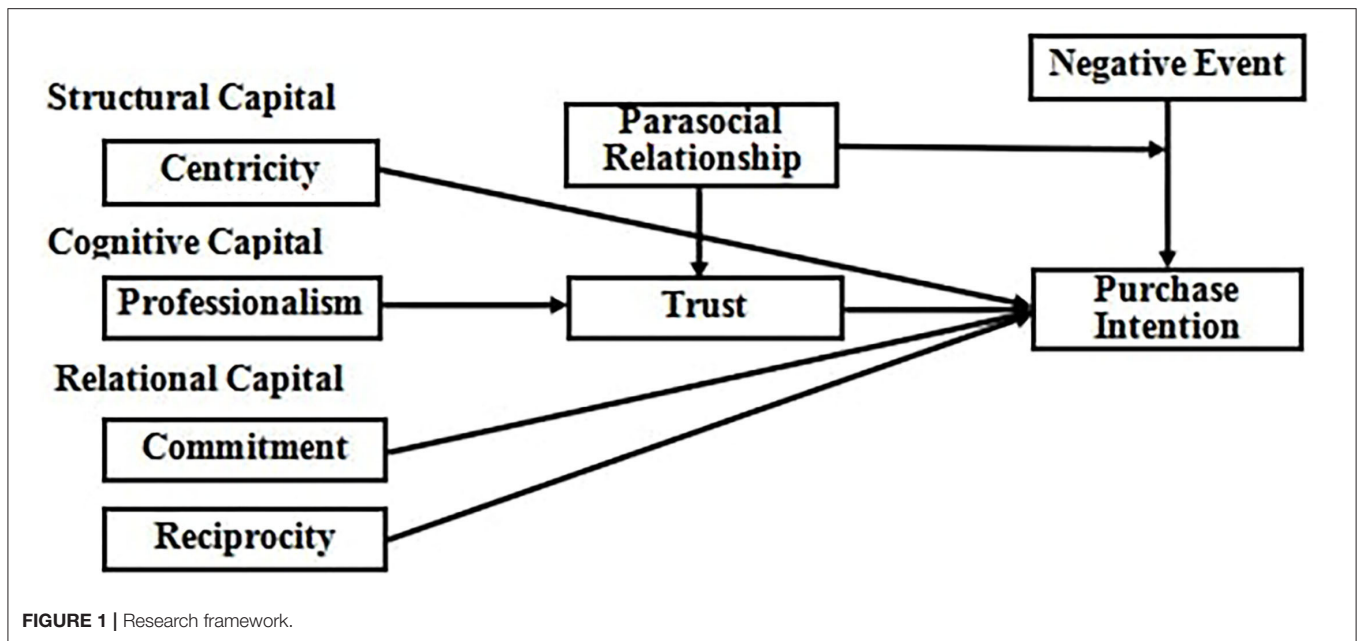 Negative Event
Structural Capital
Parasocial
Relationship
Centricity
Cognitive Capital
Professionalism
Trust
Purchase
Intention
Relational Capital
Commitment
Reciprocity
FIGURE 1 | Research framework.